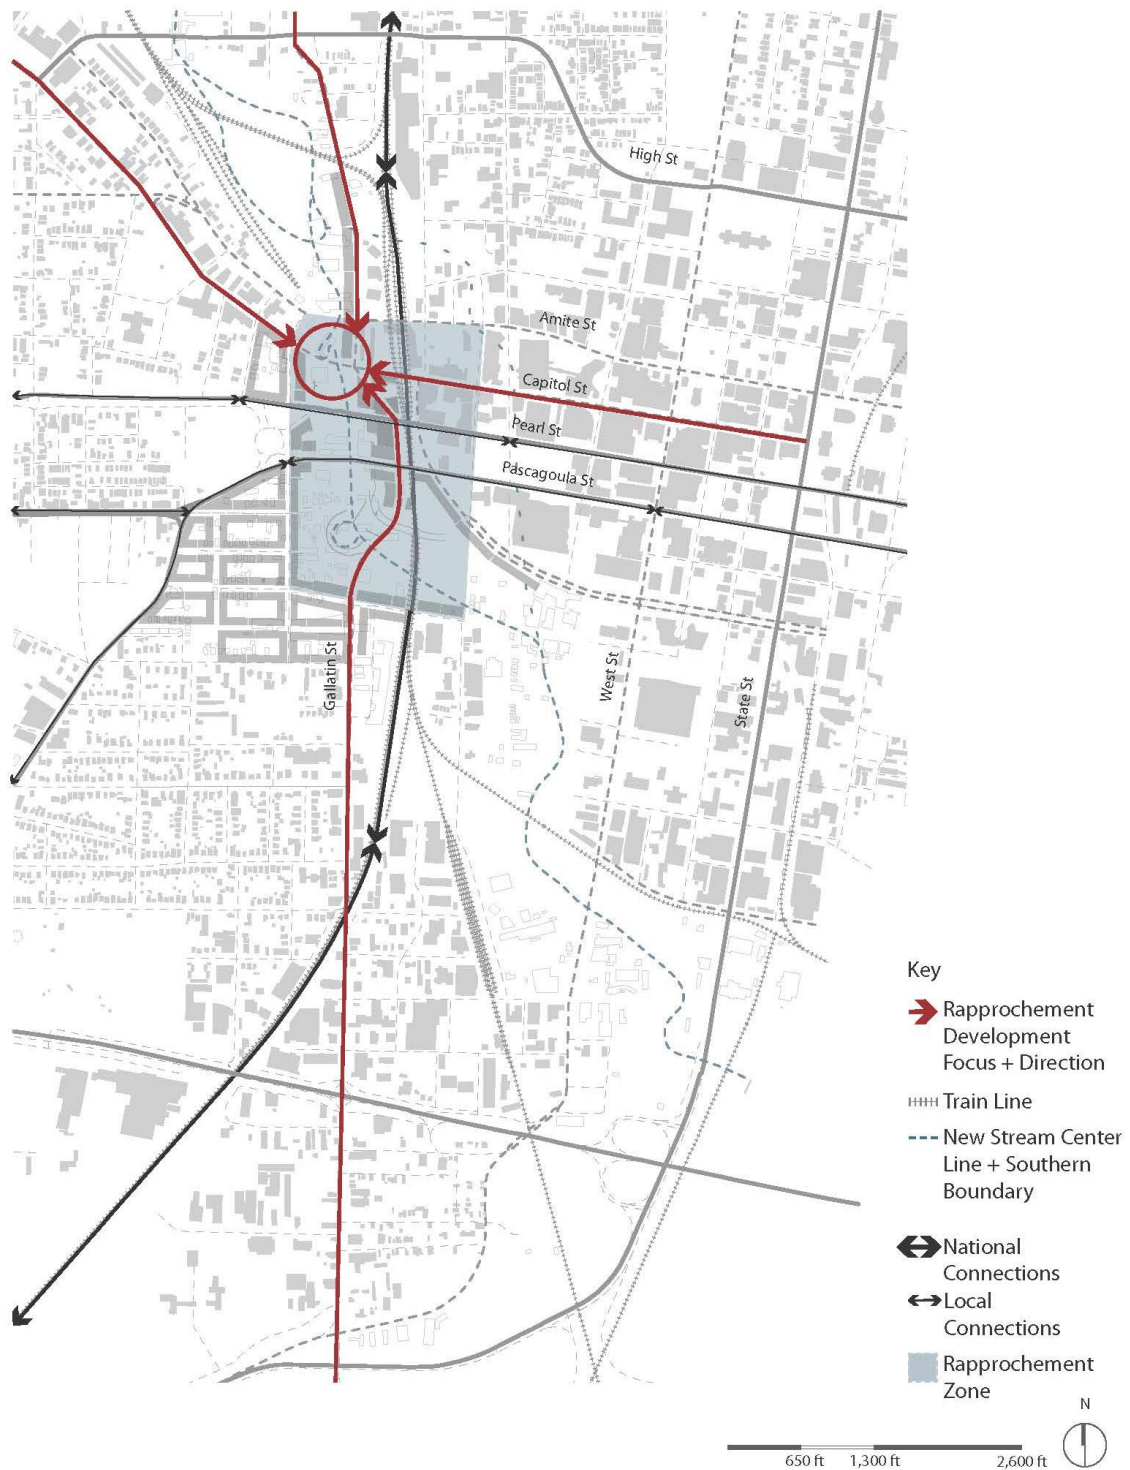 High St
Amite St
Capitol St
Pearl St
Pascagoula St
Gallatin St
West St
State St
Key
Rapprochement
Development
Focus + Direction
Train Line
New Stream Center
Line + Southern
Boundary
National
Connections
Local
Connections
Rapprochement
Zone
N
650 ft 1,300 ft 2,600 ft